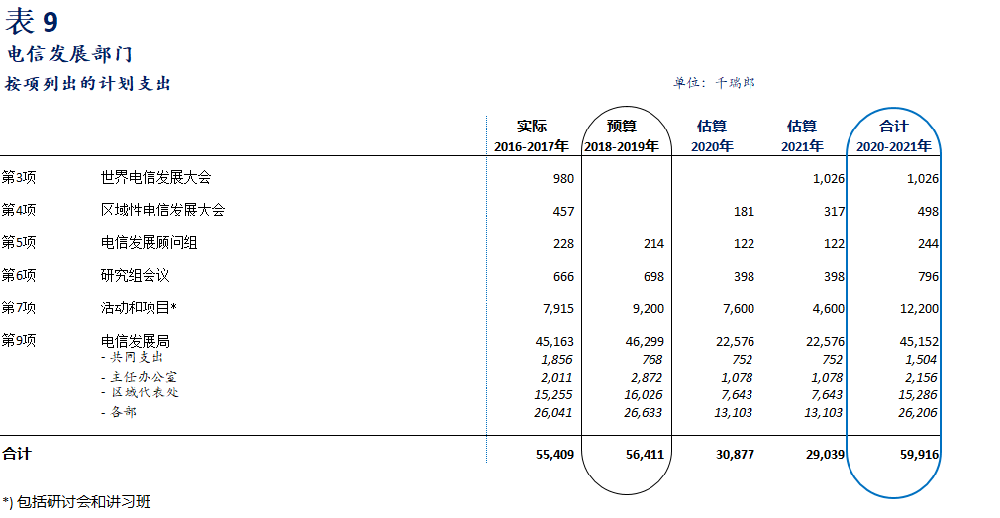 表 9
电信发展部门
按项列出的计划支出
单位：千瑞郎
实际 预算 估算 估算 合计
2016-2017年 2018-2019年 2020年 2021年 2020-2021年
第3项 世界电信发展大会 980 1,026 1,026
第4项 区域性电信发展大会 457 181 317 498
第5项 电信发展顾问组 228 214 122 122 244
第6项 研究组会议 666 698 398 398 796
第7项 活动和项目* 7,915 9,200 7,600 4,600 12,200
第9项 电信发展局 45,163 46,299 22,576 22,576 45,152
- 共同支出 1,856 768 752 752 1,504
- 主任办公室 2,011 2,872 1,078 1,078 2,156
- 区域代表处 15,255 16,026 7,643 7,643 15,286
- 各部 26,041 26,633 13,103 13,103 26,206
合计 55,409 56,411 30,877 29,039 59,916
*) 包括研讨会和讲习班